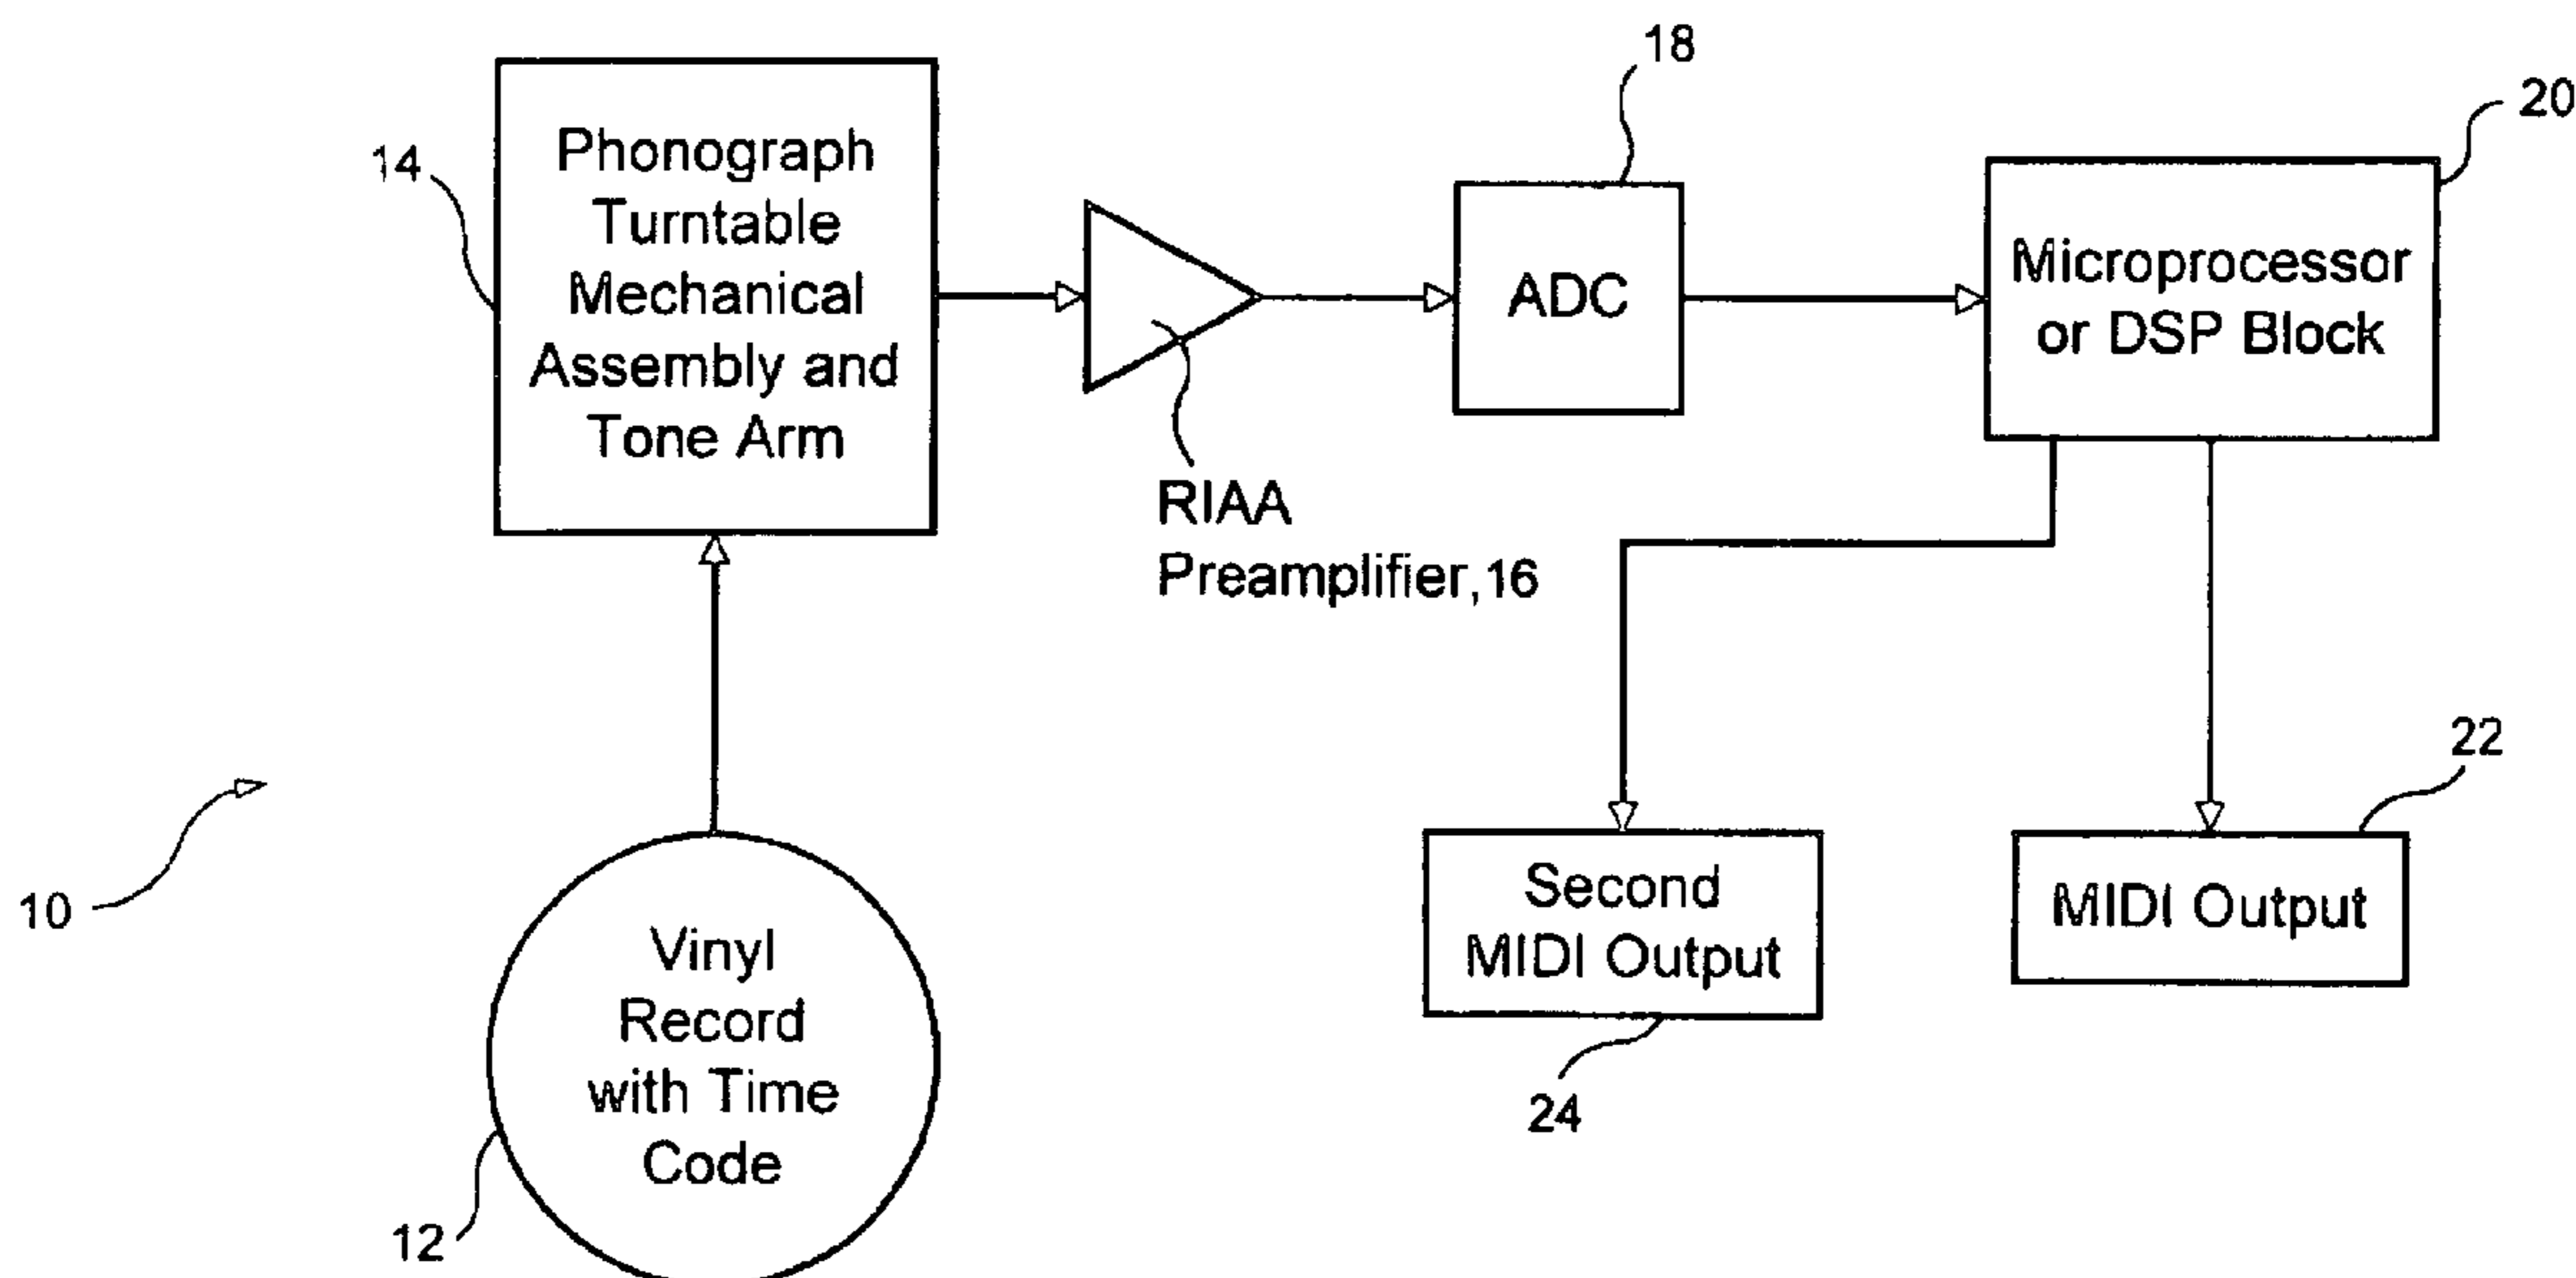 18
20
14
Phonograph
Turntable
Mechanical
Assembly and
Tone Arm
ADC
Microprocessor
or DSP Block
RIAA
Preamplifier,16
22
10
Second
MIDI Output
MIDI Output
24
Vinyl
Record
with Time
Code
12